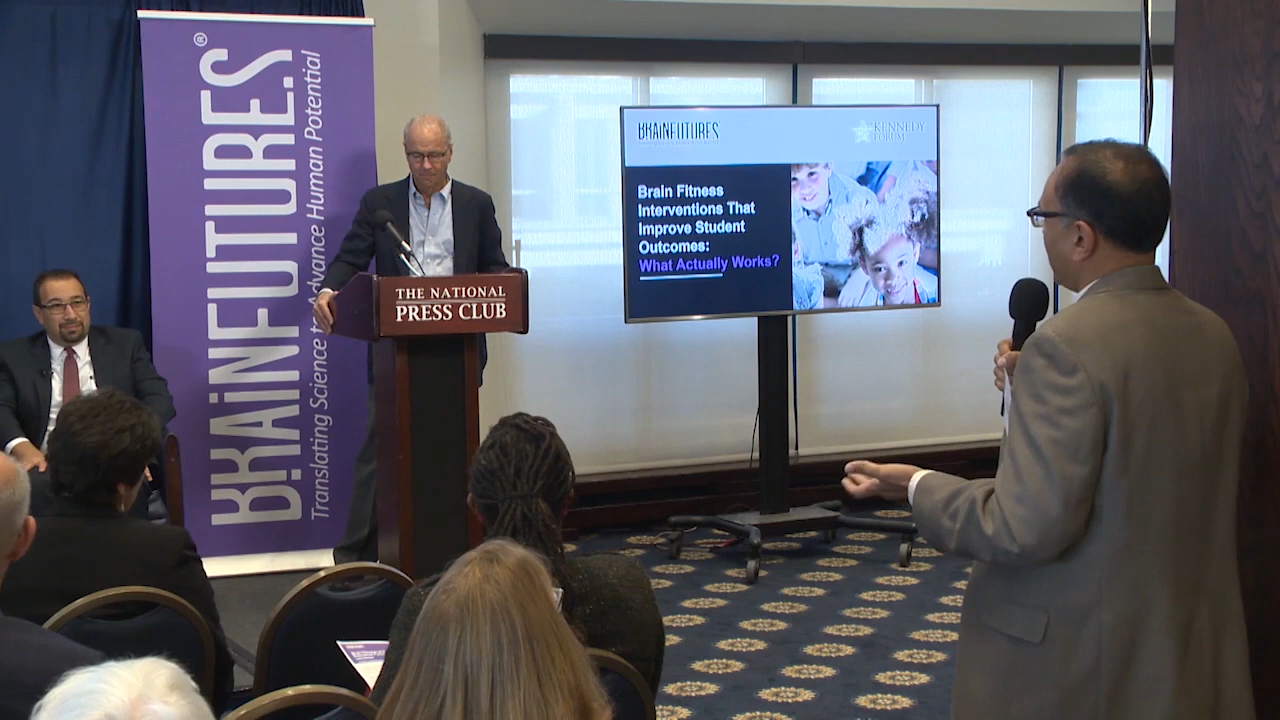 BRAINFUTURES®
Translating Science to Advance Human Potential
THE NATIONAL
PRESS CLUB
BRAINFUTURES
KENNEDY
FORUM
Brain Fitness
Interventions That
Improve Student
Outcomes:
What Actually Works?